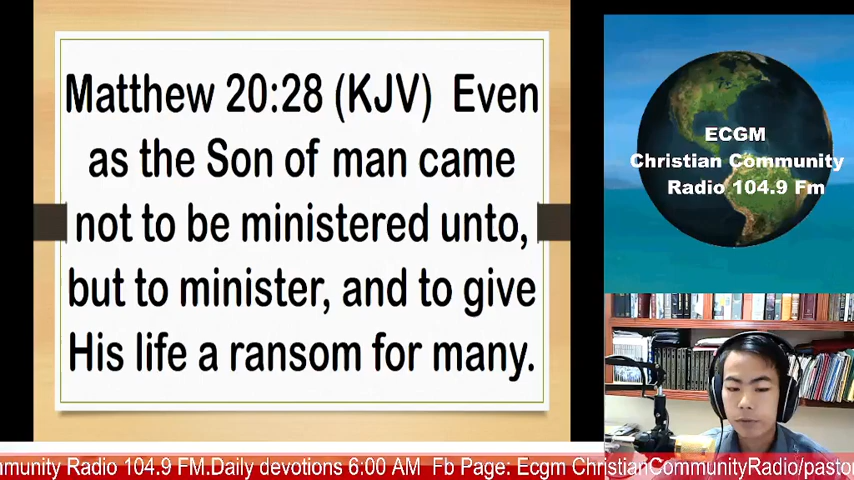 Matthew 20:28 (KJV) Even
as the Son of man came
not to be ministered unto,
but to minister, and to give
His life a ransom for many.
ECGM
Christian Community
Radio 104.9 Fm
mmunity Radio 104.9 FM.Daily devotions 6:00 AM Fb Page: Ecgm ChristianCommunityRadio/pasto